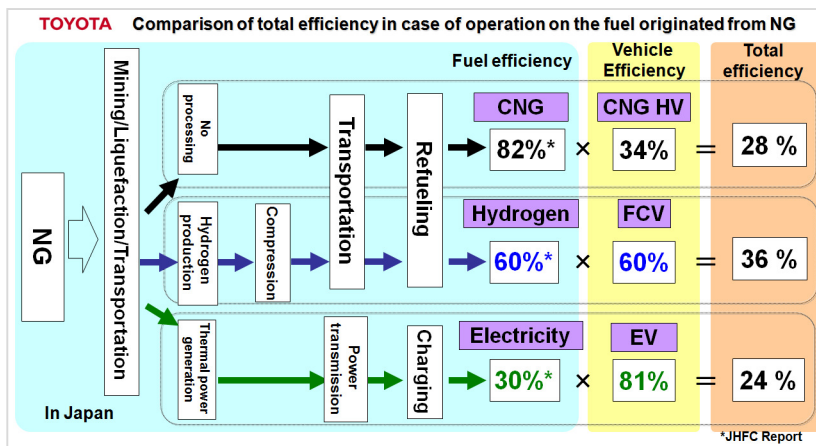 TOYOTA Comparison of total efficiency in case of operation on the fuel originated from NG
Fuel efficiency
Vehicle
Efficiency
Total
efficiency
NG
Mining/Liquefaction/Transportation
No
processing
Transportation
Refueling
CNG
82%*
×
CNG HV
34%
=
28 %
Hydrogen
production
Compression
Hydrogen
60%*
×
FCV
60%
=
36 %
Thermal power
generation
Power
transmission
Charging
Electricity
30%*
×
EV
81%
=
24 %
In Japan
*JHFC Report